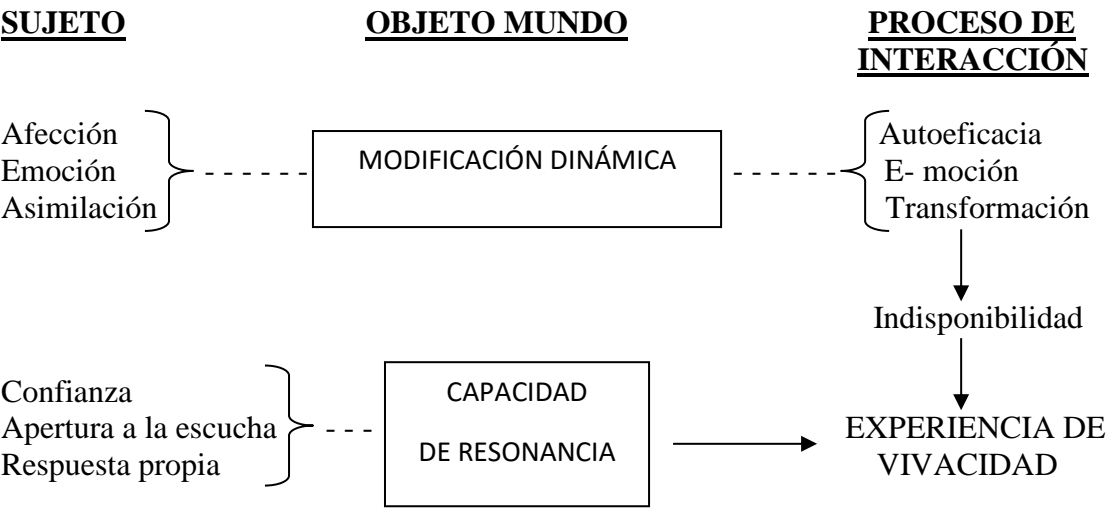 SUJETO
OBJETO MUNDO
PROCESO DE
INTERACCIÓN
Afección
Emoción
Asimilación
MODIFICACIÓN DINÁMICA
Autoeficacia
E- moción
Transformación
Indisponibilidad
Confianza
Apertura a la escucha
Respuesta propia
CAPACIDAD
DE RESONANCIA
EXPERIENCIA DE
VIVACIDAD